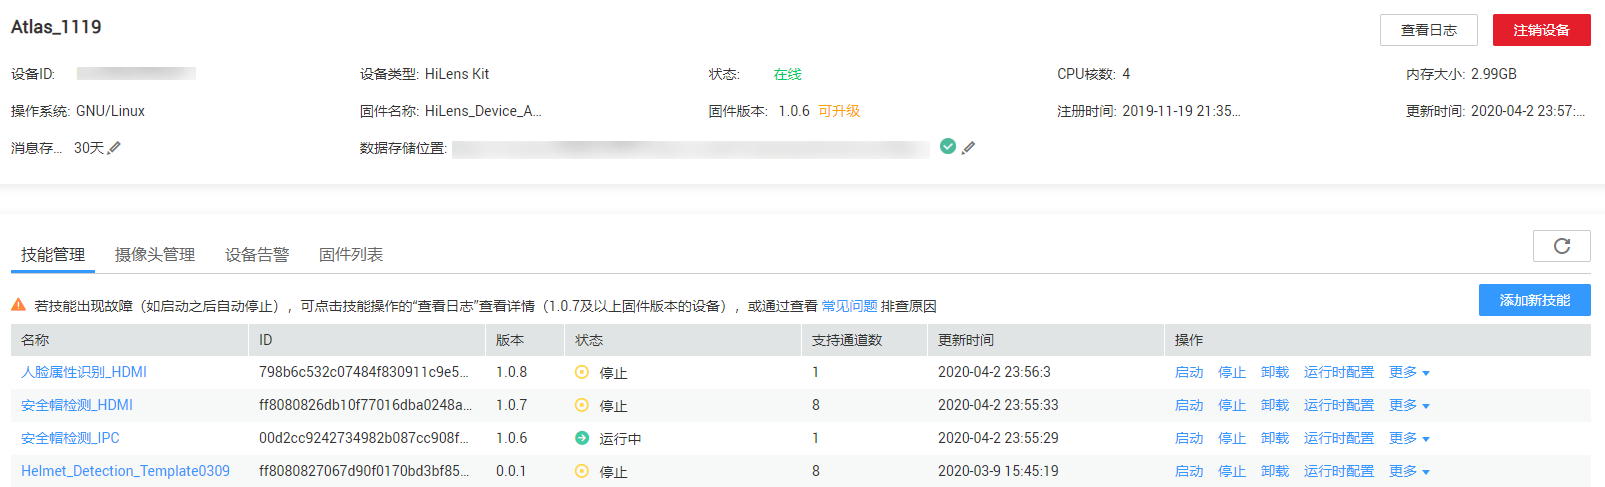 Atlas_1119 查看日志 注销设备
设备ID: 设备类型: HiLens Kit 状态: 在线 CPU核数: 4 内存大小: 2.99GB
操作系统: GNU/Linux 固件名称: HiLens_Device_A... 固件版本: 1.0.6 可升级 注册时间: 2019-11-19 21:35... 更新时间: 2020-04-2 23:57:...
消息存... 30天 数据存储位置:
技能管理 摄像头管理 设备告警 固件列表
若技能出现故障（如启动之后自动停止），可点击技能操作的“查看日志”查看详情（1.0.7及以上固件版本的设备），或通过查看 常见问题 排查原因 添加新技能
名称 ID 版本 状态 支持通道数 更新时间 操作
人脸属性识别_HDMI 798b6c532c07484f830911c9e5... 1.0.8 停止 1 2020-04-2 23:56:3 启动 停止 卸载 运行时配置 更多
安全帽检测_HDMI ff8080826db10f77016dba0248a... 1.0.7 停止 8 2020-04-2 23:55:33 启动 停止 卸载 运行时配置 更多
安全帽检测_IPC 00d2cc9242734982b087cc908f... 1.0.6 运行中 1 2020-04-2 23:55:29 启动 停止 卸载 运行时配置 更多
Helmet_Detection_Template0309 ff8080827067d90f0170bd3bf85... 0.0.1 停止 8 2020-03-9 15:45:19 启动 停止 卸载 运行时配置 更多